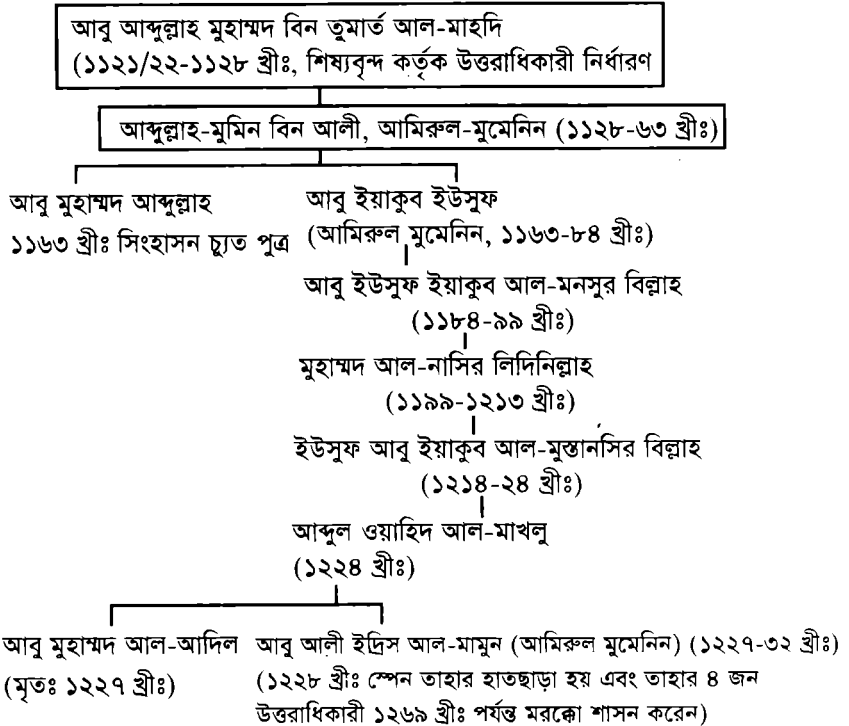 আবু আব্দুল্লাহ মুহাম্মদ বিন তুমার্ত আল-মাহদি
(১১২১/২২-১১২৮ খ্রীঃ, শিষ্যবৃন্দ কর্তৃক উত্তরাধিকারী নির্ধারণ
আব্দুল্লাহ-মুমিন বিন আলী, আমিরুল-মুমেনিন (১১২৮-৬৩ খ্রীঃ)
আবু মুহাম্মদ আব্দুল্লাহ
১১৬৩ খ্রীঃ সিংহাসন চ্যুত পুত্র
আবু ইয়াকুব ইউসুফ
(আমিরুল মুমেনিন, ১১৬৩-৮৪ খ্রীঃ)
আবু ইউসুফ ইয়াকুব আল-মনসুর বিল্লাহ
(১১৮৪-৯৯ খ্রীঃ)
মুহাম্মদ আল-নাসির লিদিনিল্লাহ
(১১৯৯-১২১৩ খ্রীঃ)
ইউসুফ আবু ইয়াকুব আল-মুস্তানসির বিল্লাহ
(১২১৪-২৪ খ্রীঃ)
আব্দুল ওয়াহিদ আল-মাখলু
(১২২৪ খ্রীঃ)
আবু মুহাম্মদ আল-আদিল
(মৃতঃ ১২২৭ খ্রীঃ)
আবু আলী ইদ্রিস আল-মামুন (আমিরুল মুমেনিন) (১২২৭-৩২ খ্রীঃ)
(১২২৮ খ্রীঃ স্পেন তাহার হাতছাড়া হয় এবং তাহার ৪ জন
উত্তরাধিকারী ১২৬৯ খ্রীঃ পর্যন্ত মরক্কো শাসন করেন)